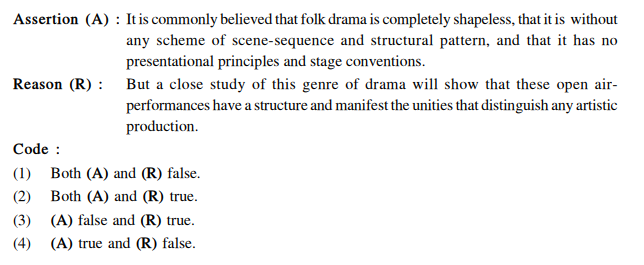 Assertion (A) : It is commonly believed that folk drama is completely shapeless, that it is without
any scheme of scene-sequence and structural pattern, and that it has no
presentational principles and stage conventions.
Reason (R) : But a close study of this genre of drama will show that these open air-
performances have a structure and manifest the unities that distinguish any artistic
production.
Code :
(1) Both (A) and (R) false.
(2) Both (A) and (R) true.
(3) (A) false and (R) true.
(4) (A) true and (R) false.